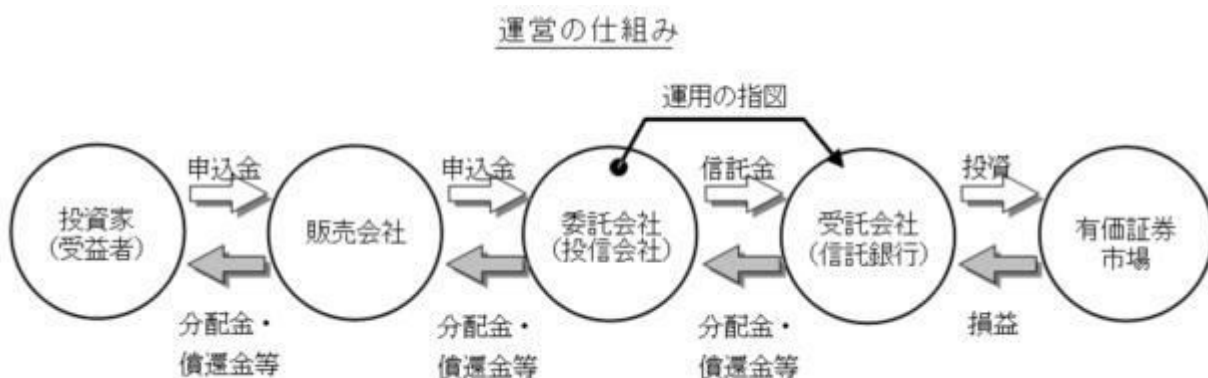 運営の仕組み
運用の指図
申込金
申込金
信託金
投資
投資家
(受益者)
販売会社
委託会社
(投信会社)
受託会社
(信託銀行)
有価証券
市場
分配金・
償還金等
分配金・
償還金等
分配金・
償還金等
損益